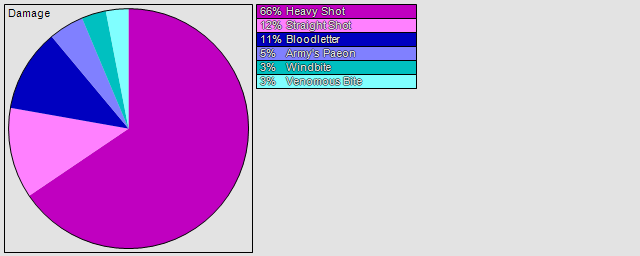 Damage
66% Heavy Shot
12% Straight Shot
11% Bloodletter
5% Army's Paeon
3% Windbite
3% Venomous Bite